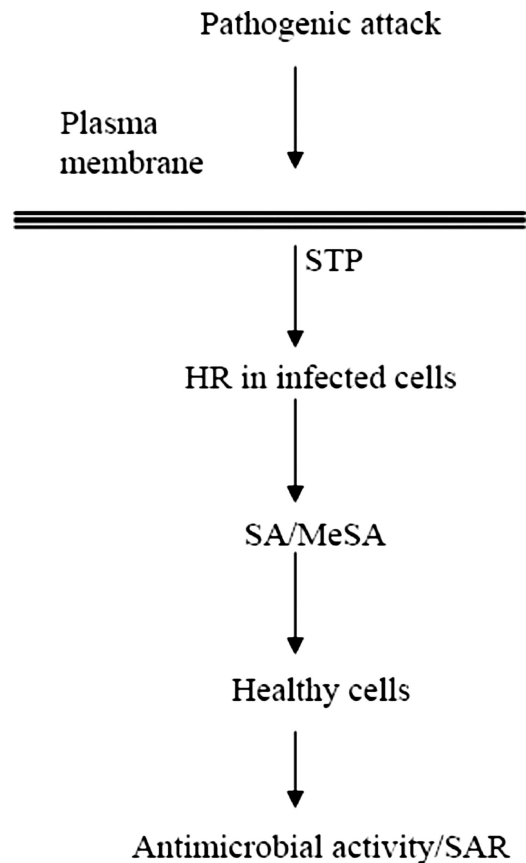 Pathogenic attack
Plasma
membrane
STP
HR in infected cells
SA/MeSA
Healthy cells
Antimicrobial activity/SAR